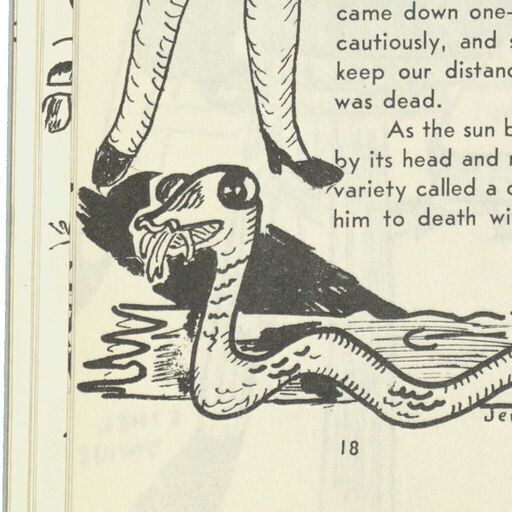 came down one-
cautiously, and s
keep our distanc
was dead.
As the sun b
by its head and r
variety called a c
him to death wi
Je
18